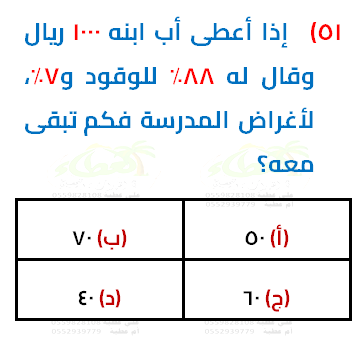 ٥١) إذا أعطى أب ابنه ١٠٠٠ ريال
وقال له ٨٨٪ للوقود و٧٪،
لأغراض المدرسة فكم تبقى
معه؟
(أ) ٥٠
(ب) ٧٠
(ج) ٦٠
(د) ٤٠